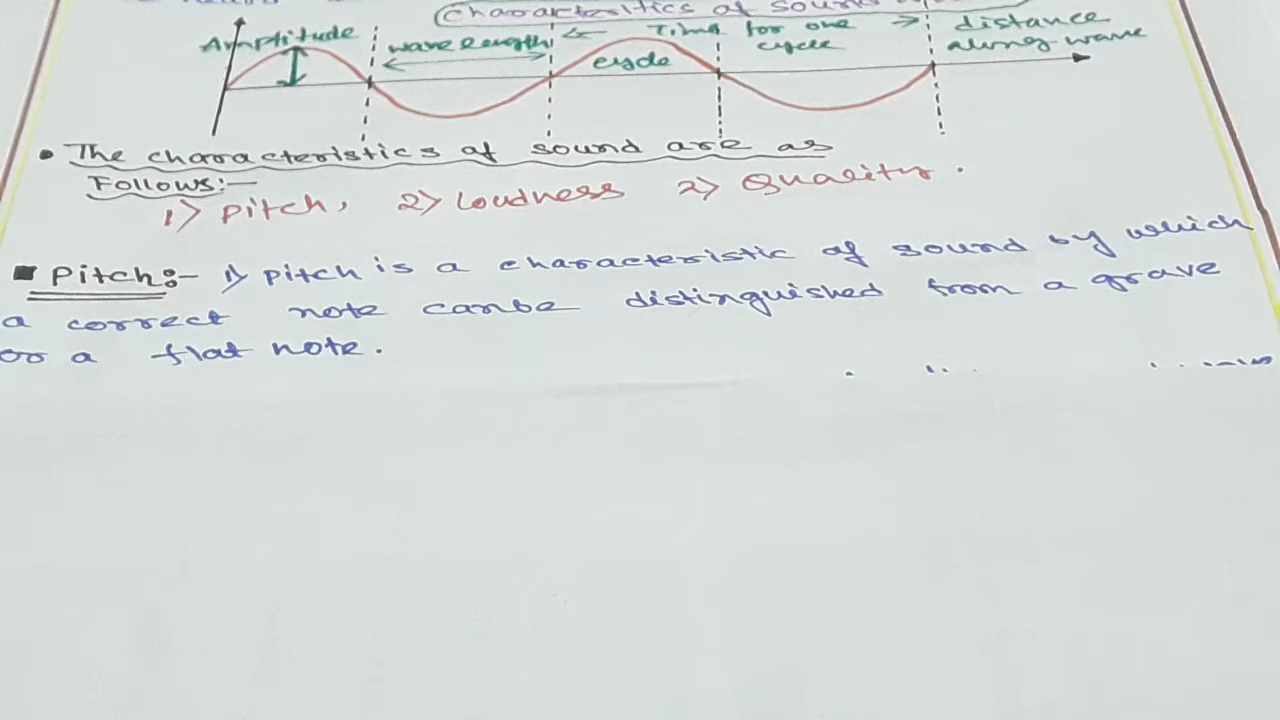 Characteristics of sound
Amplitude
wave length
Time for one
cycle
cycle
distance
along wave
• The characteristics of sound are as
Follows:-
1) pitch, 2) Loudness 2) Quality.
■ Pitch:- 1) pitch is a characteristic of sound by which
a correct note canbe distinguished from a grave
or a flat note.